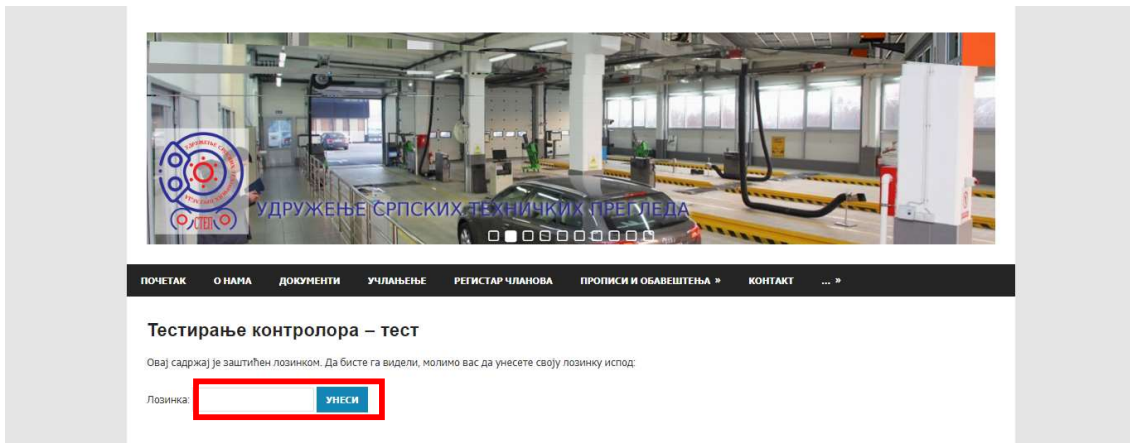 УДРУЖЕЊЕ СРПСКИХ ТЕХНИЧКИХ ПРЕГЛЕДА
СТЕП
ПОЧЕТАК О НАМА ДОКУМЕНТИ УЧЛАЊЕЊЕ РЕГИСТАР ЧЛАНОВА ПРОПИСИ И ОБАВЕШТЕЊА » КОНТАКТ ... »
Тестирање контролора – тест
Овај садржај је заштићен лозинком. Да бисте га видели, молимо вас да унесете своју лозинку испод:
Лозинка: УНЕСИ